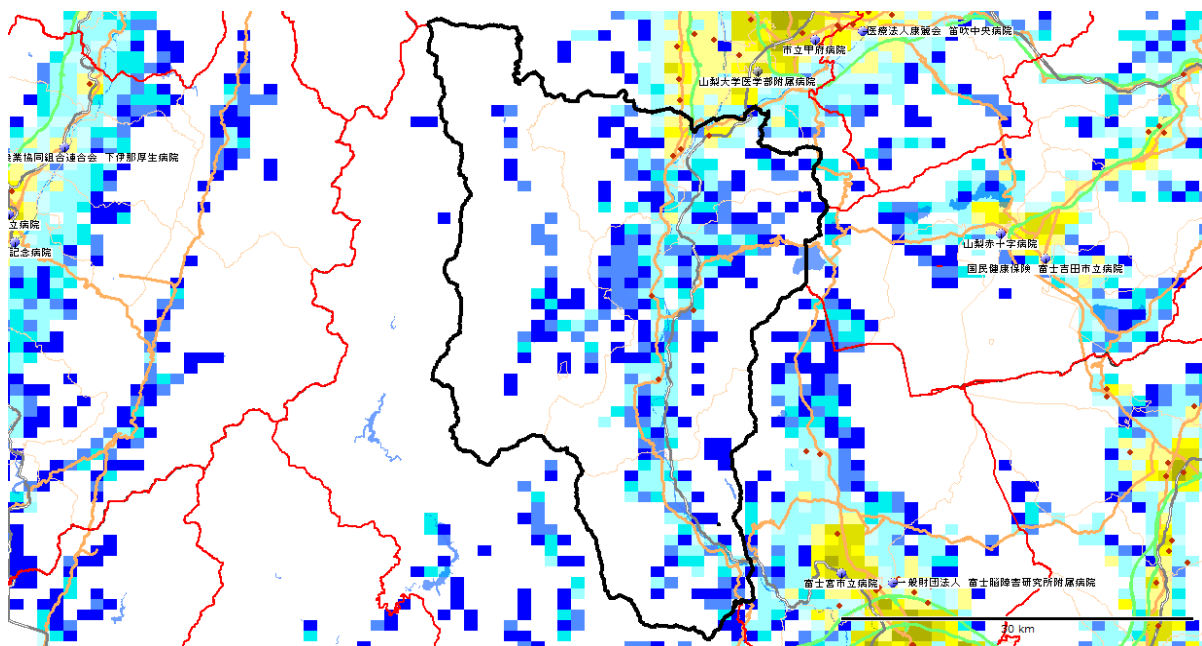 医療法人康麗会 笛吹中央病院
市立甲府病院
山梨大学医学部附属病院
業協同組合連合会 下伊那厚生病院
立病院
記念病院
山梨赤十字病院
国民健康保険 富士吉田市立病院
富士宮市立病院
一般財団法人 富士脳障害研究所附属病院
30 km